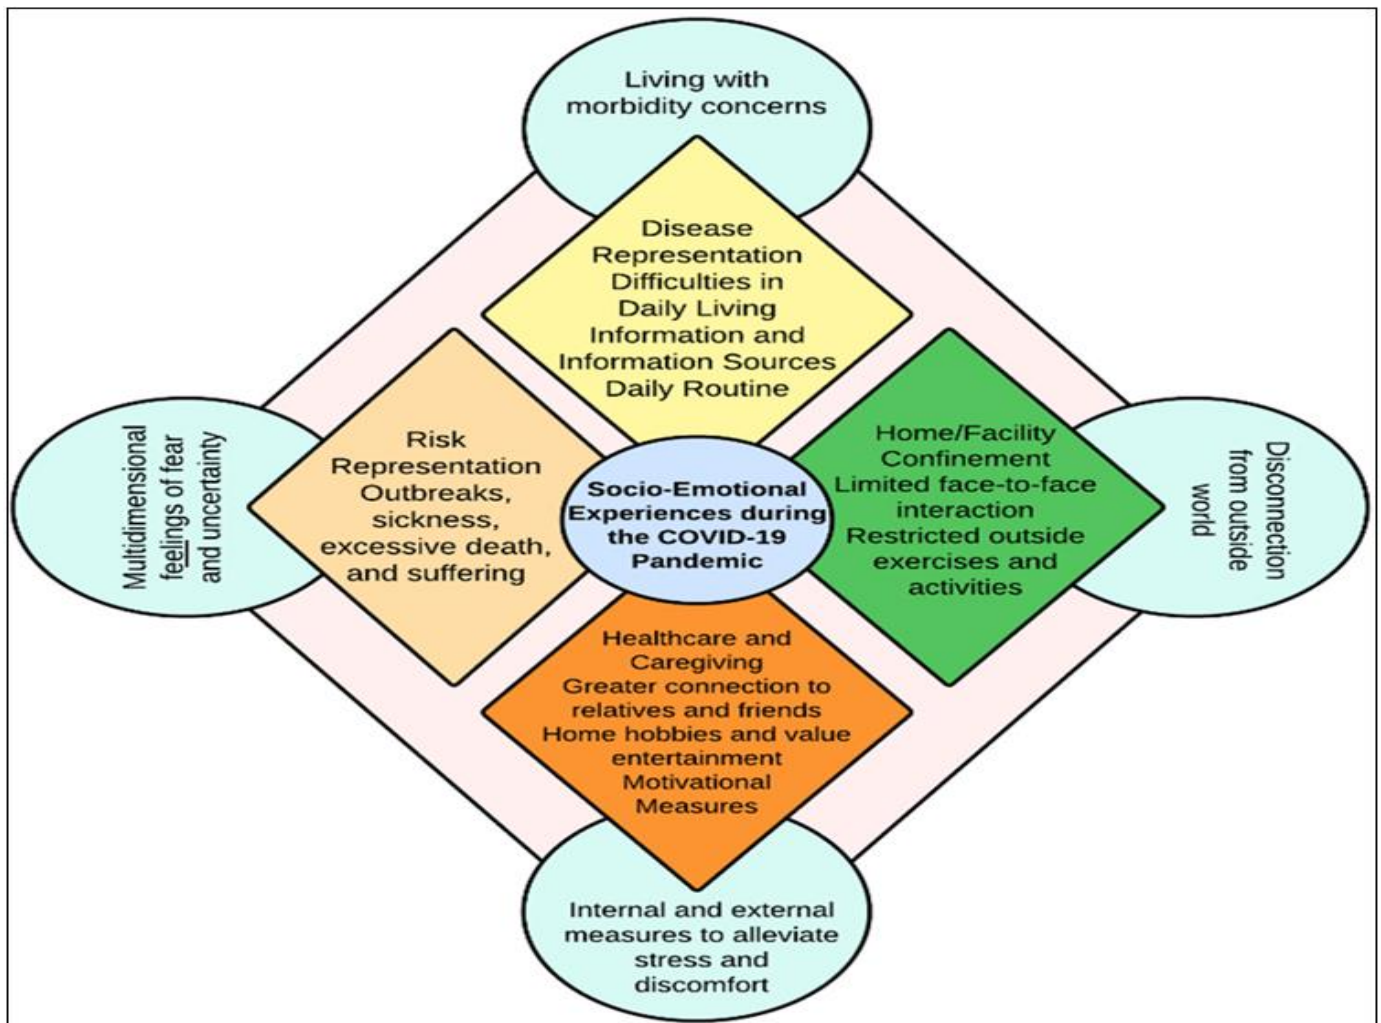 Living with
morbidity concerns
Disease
Representation
Difficulties in
Daily Living
Information and
Information Sources
Daily Routine
Multidimensional
feelings of fear
and uncertainty
Risk
Representation
Outbreaks,
sickness,
excessive death,
and suffering
Socio-Emotional
Experiences during
the COVID-19
Pandemic
Home/Facility
Confinement
Limited face-to-face
interaction
Restricted outside
exercises and
activities
Disconnection
from outside
world
Healthcare and
Caregiving
Greater connection to
relatives and friends
Home hobbies and value
entertainment
Motivational
Measures
Internal and external
measures to alleviate
stress and
discomfort